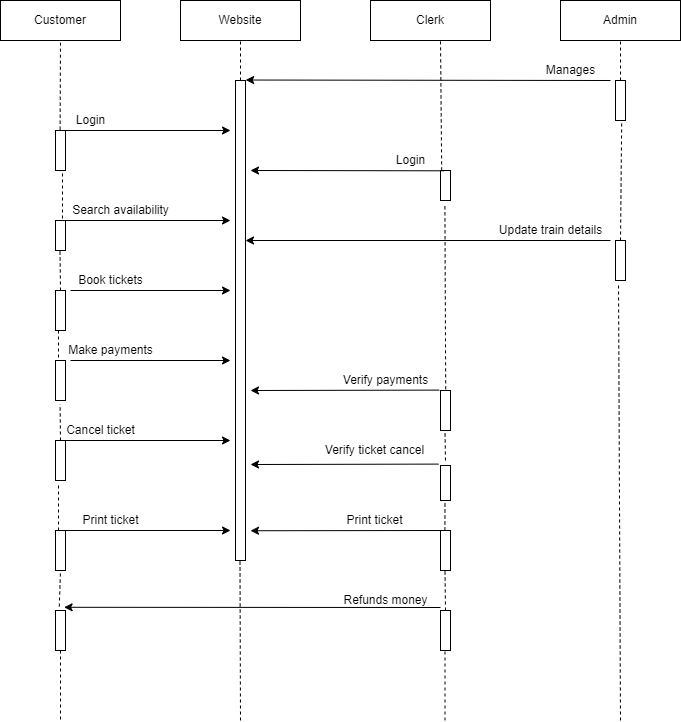 Customer
Website
Clerk
Admin
Manages
Login
Login
Search availability
Update train details
Book tickets
Make payments
Verify payments
Cancel ticket
Verify ticket cancel
Print ticket
Print ticket
Refunds money